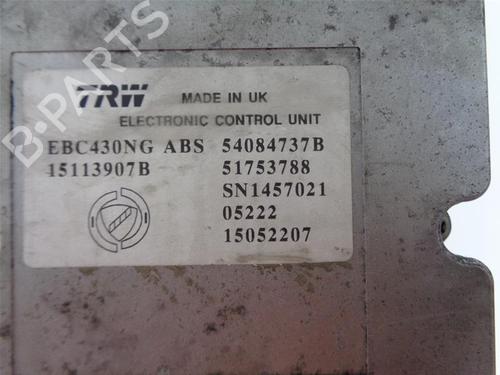 B-PARTS
TRW MADE IN UK
ELECTRONIC CONTROL UNIT
EBC430NG ABS 54084737B
15113907B 51753788
SN1457021
05222
15052207